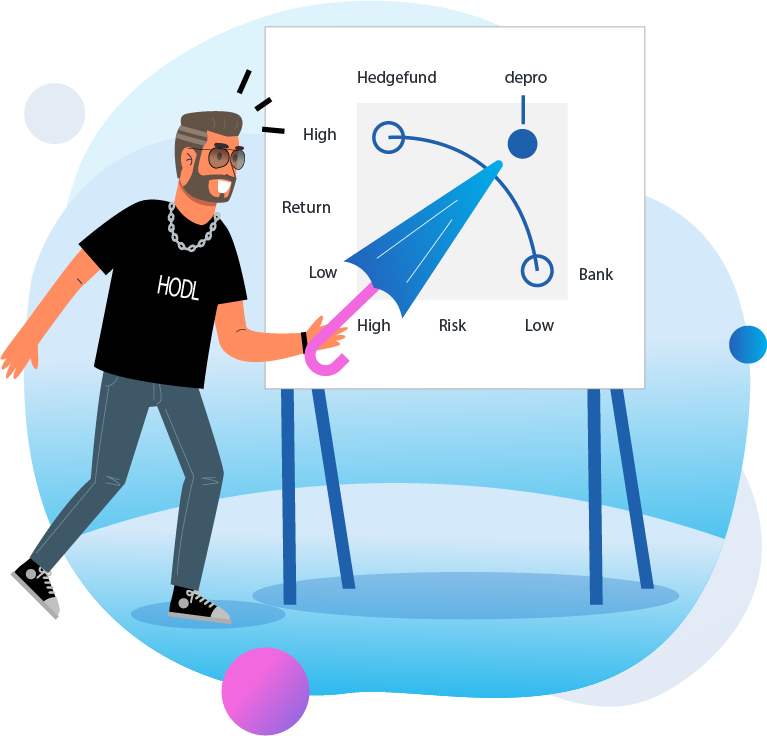 Hedgefund
depro
High
Return
Low
Bank
High
Risk
Low
HODL